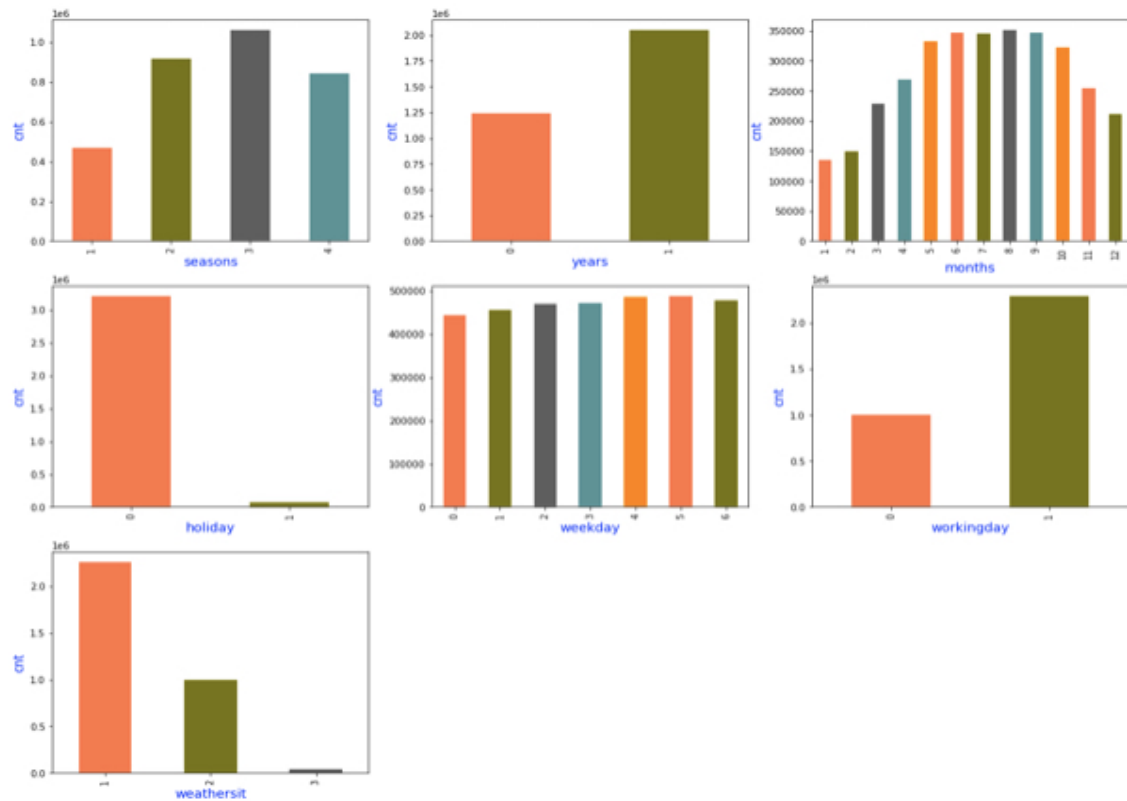 1e6
cnt
1.0
0.8
0.6
0.4
0.2
0.0
1 2 3 4
seasons
1e6
cnt
2.00
1.75
1.50
1.25
1.00
0.75
0.50
0.25
0.00
0 1
years
cnt
350000
300000
250000
200000
150000
100000
50000
0
1 2 3 4 5 6 7 8 9 10 11 12
months
1e6
cnt
3.0
2.5
2.0
1.5
1.0
0.5
0.0
0 1
holiday
cnt
500000
400000
300000
200000
100000
0
0 1 2 3 4 5 6
weekday
1e6
cnt
2.0
1.5
1.0
0.5
0.0
0 1
workingday
1e6
cnt
2.0
1.5
1.0
0.5
0.0
1 2 3
weathersit